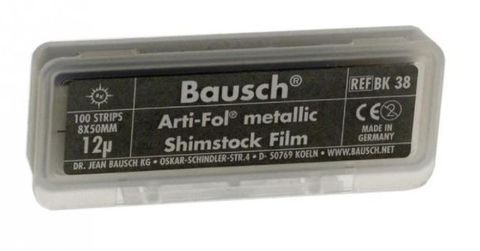 Bausch®
REF BK 38
100 STRIPS
8X50MM
12µ
Arti-Fol® metallic
Shimstock Film
CE
MADE IN
GERMANY
DR. JEAN BAUSCH KG • OSKAR-SCHINDLER-STR.4 • D- 50769 KOELN • WWW.BAUSCH.NET